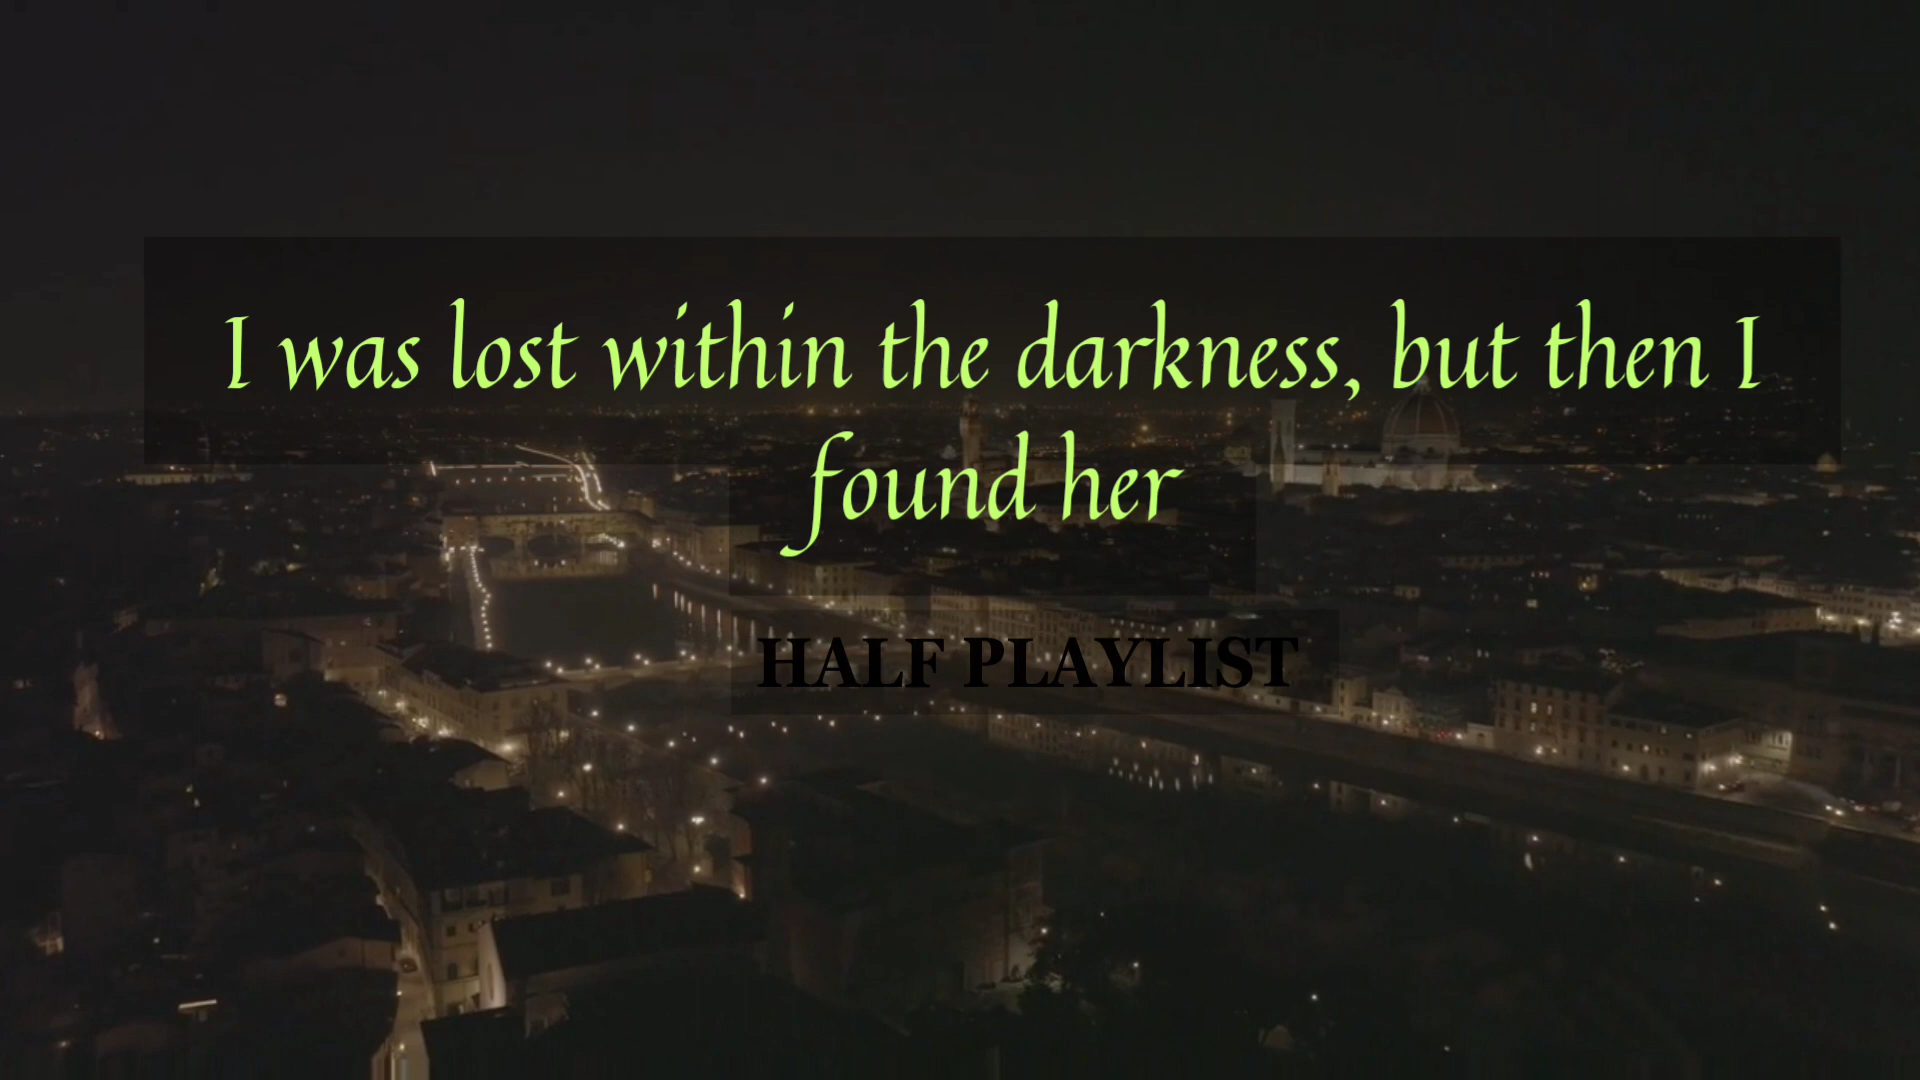 I was lost within the darkness, but then I
found her
HALF PLAYLIST